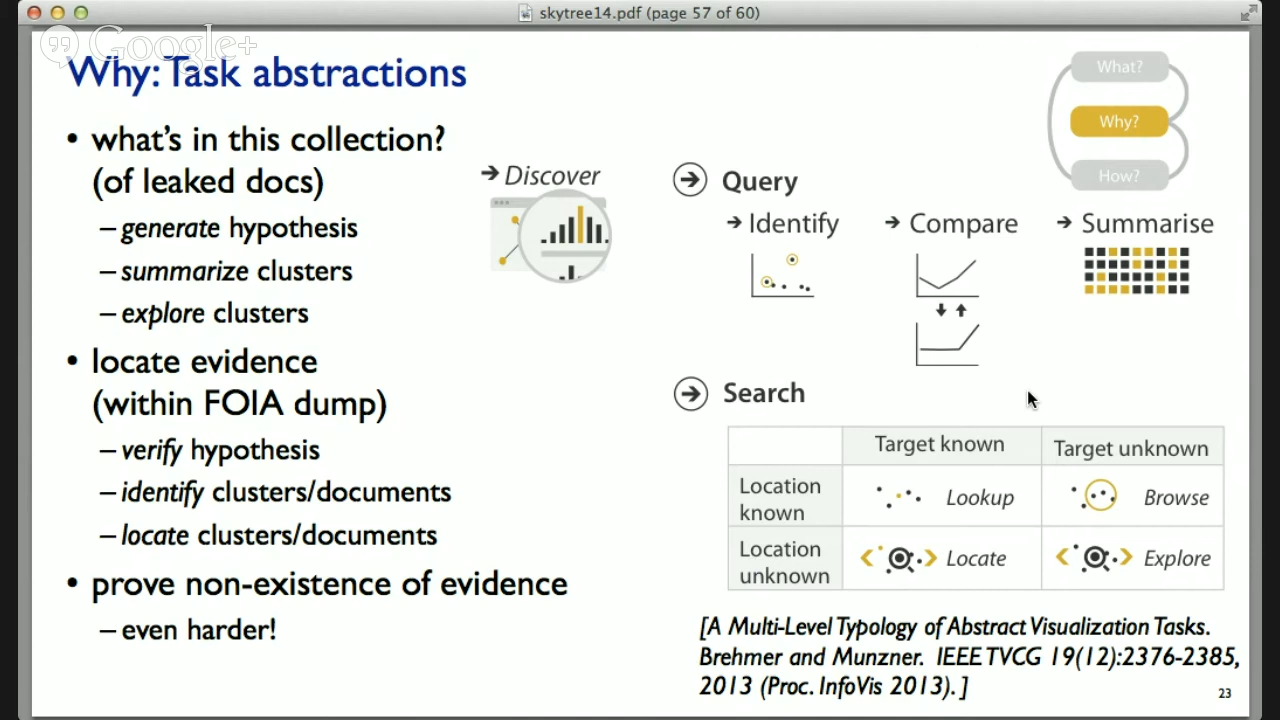 skytree14.pdf (page 57 of 60)
Google+
Why: Task abstractions
• what's in this collection?
(of leaked docs)
– generate hypothesis
– summarize clusters
– explore clusters
• locate evidence
(within FOIA dump)
– verify hypothesis
– identify clusters/documents
– locate clusters/documents
• prove non-existence of evidence
– even harder!
➔ Discover
What?
Why?
How?
➔ Query
➔ Identify
➔ Compare
➔ Summarise
➔ Search
Target known
Target unknown
Location
known
Lookup
Browse
Location
unknown
Locate
Explore
[A Multi-Level Typology of Abstract Visualization Tasks.
Brehmer and Munzner. IEEE TVCG 19(12):2376-2385,
2013 (Proc. InfoVis 2013). ]
23